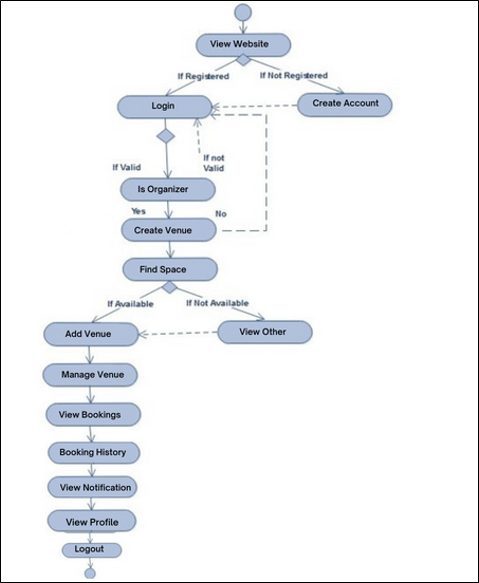 View Website
If Registered
If Not Registered
Login
Create Account
If not
Valid
If Valid
Is Organizer
Yes
No
Create Venue
Find Space
If Available
If Not Available
Add Venue
View Other
Manage Venue
View Bookings
Booking History
View Notification
View Profile
Logout